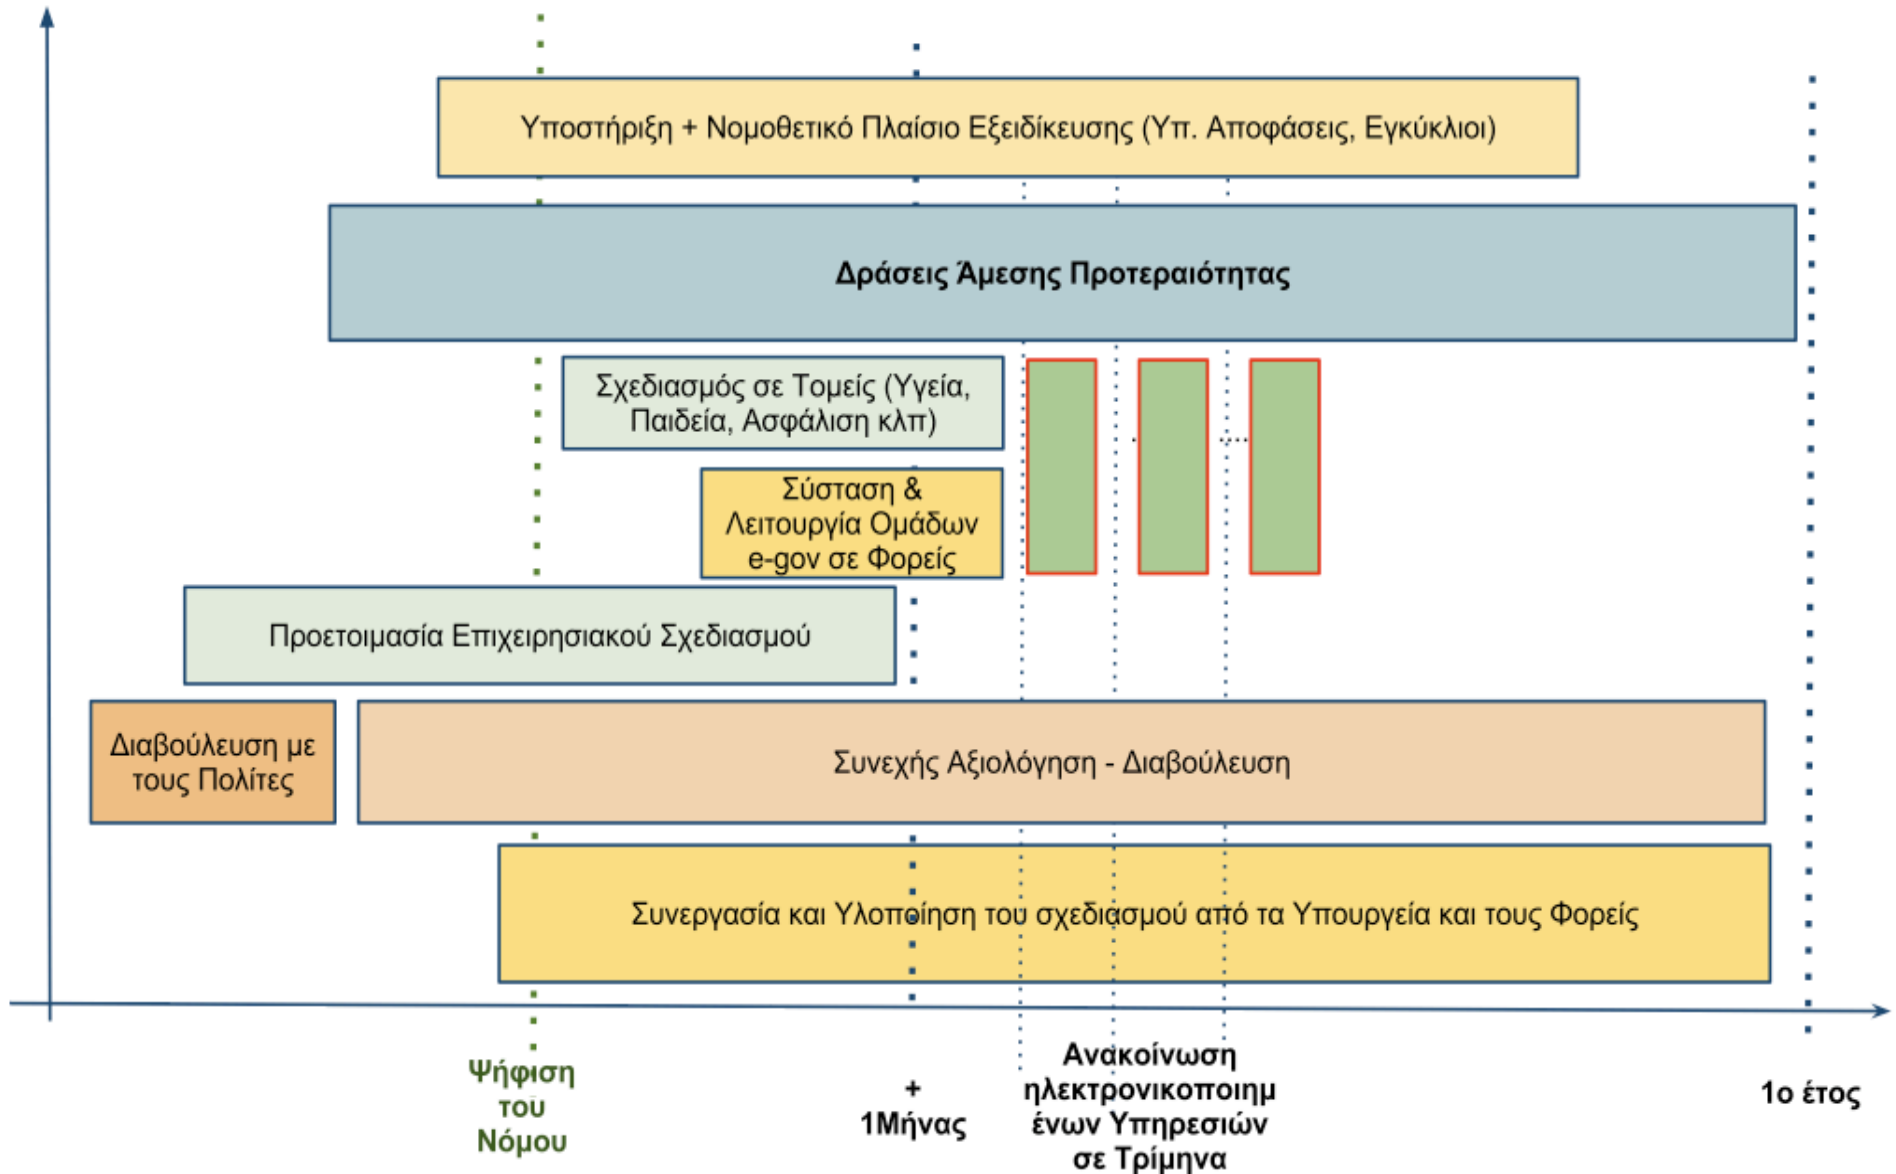 Υποστήριξη + Νομοθετικό Πλαίσιο Εξειδίκευσης (Υπ. Αποφάσεις, Εγκύκλιοι)
Δράσεις Άμεσης Προτεραιότητας
Σχεδιασμός σε Τομείς (Υγεία,
Παιδεία, Ασφάλιση κλπ)
Σύσταση &
Λειτουργία Ομάδων
e-gov σε Φορείς
Προετοιμασία Επιχειρησιακού Σχεδιασμού
Διαβούλευση με
τους Πολίτες
Συνεχής Αξιολόγηση - Διαβούλευση
Συνεργασία και Υλοποίηση του σχεδιασμού από τα Υπουργεία και τους Φορείς
Ψήφιση
του
Νόμου
+
1Μήνας
Ανακοίνωση
ηλεκτρονικοποιημ
ένων Υπηρεσιών
σε Τρίμηνα
1ο έτος